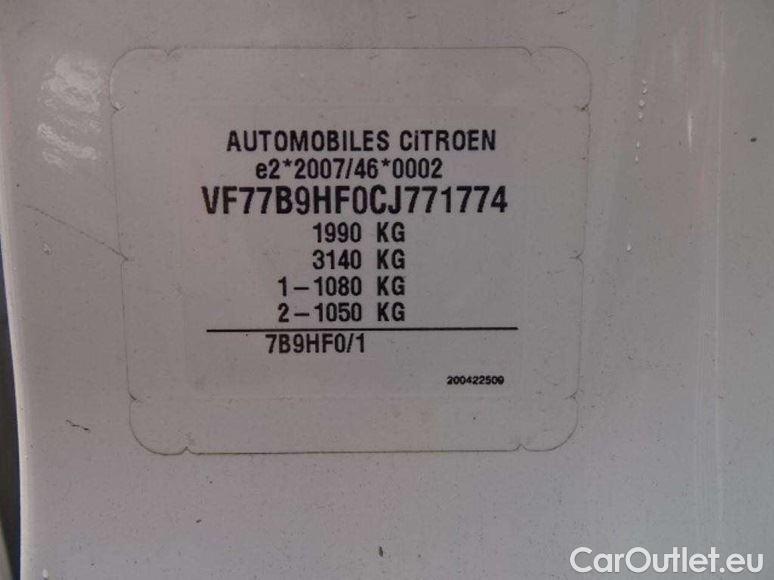 AUTOMOBILES CiTROEN
e2*2007/46*0002
VF77B9HF0CJ771774
1990 KG
3140 KG
1-1080 KG
2-1050 KG
7B9HF0/1
200422509
CarOutlet.eu